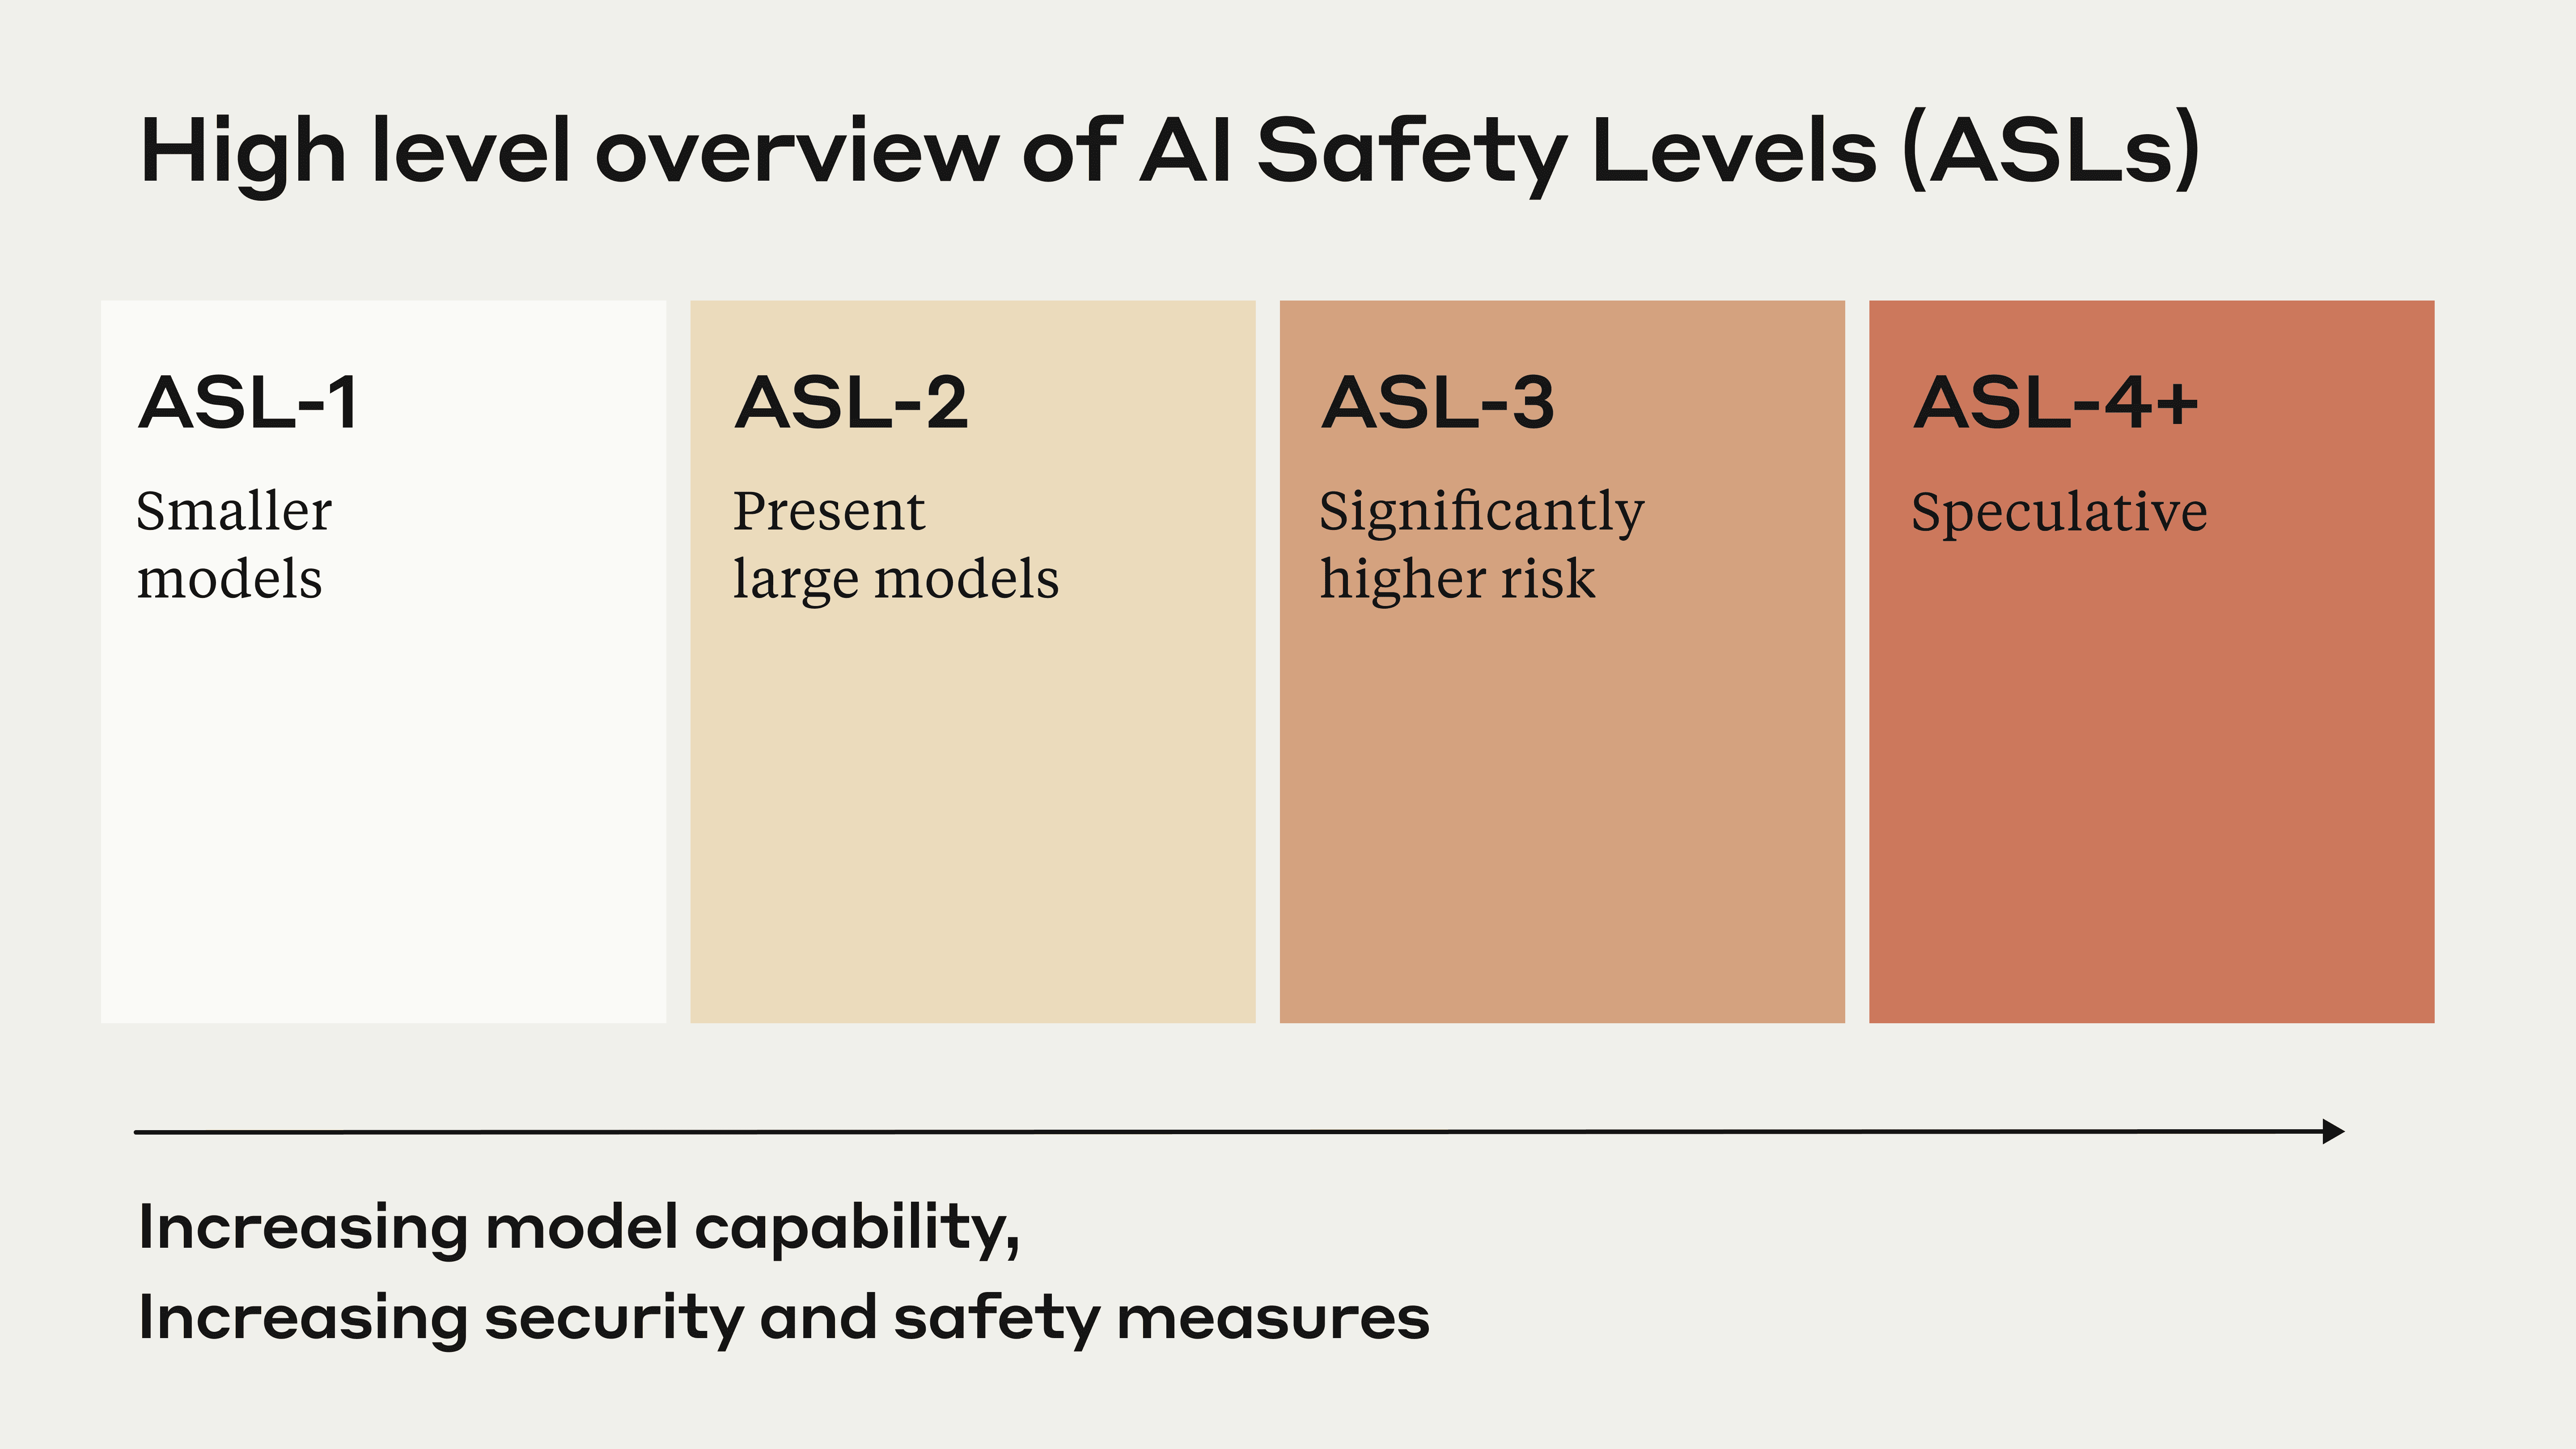 High level overview of AI Safety Levels (ASLs)
ASL-1
Smaller
models
ASL-2
Present
large models
ASL-3
Significantly
higher risk
ASL-4+
Speculative
Increasing model capability,
Increasing security and safety measures